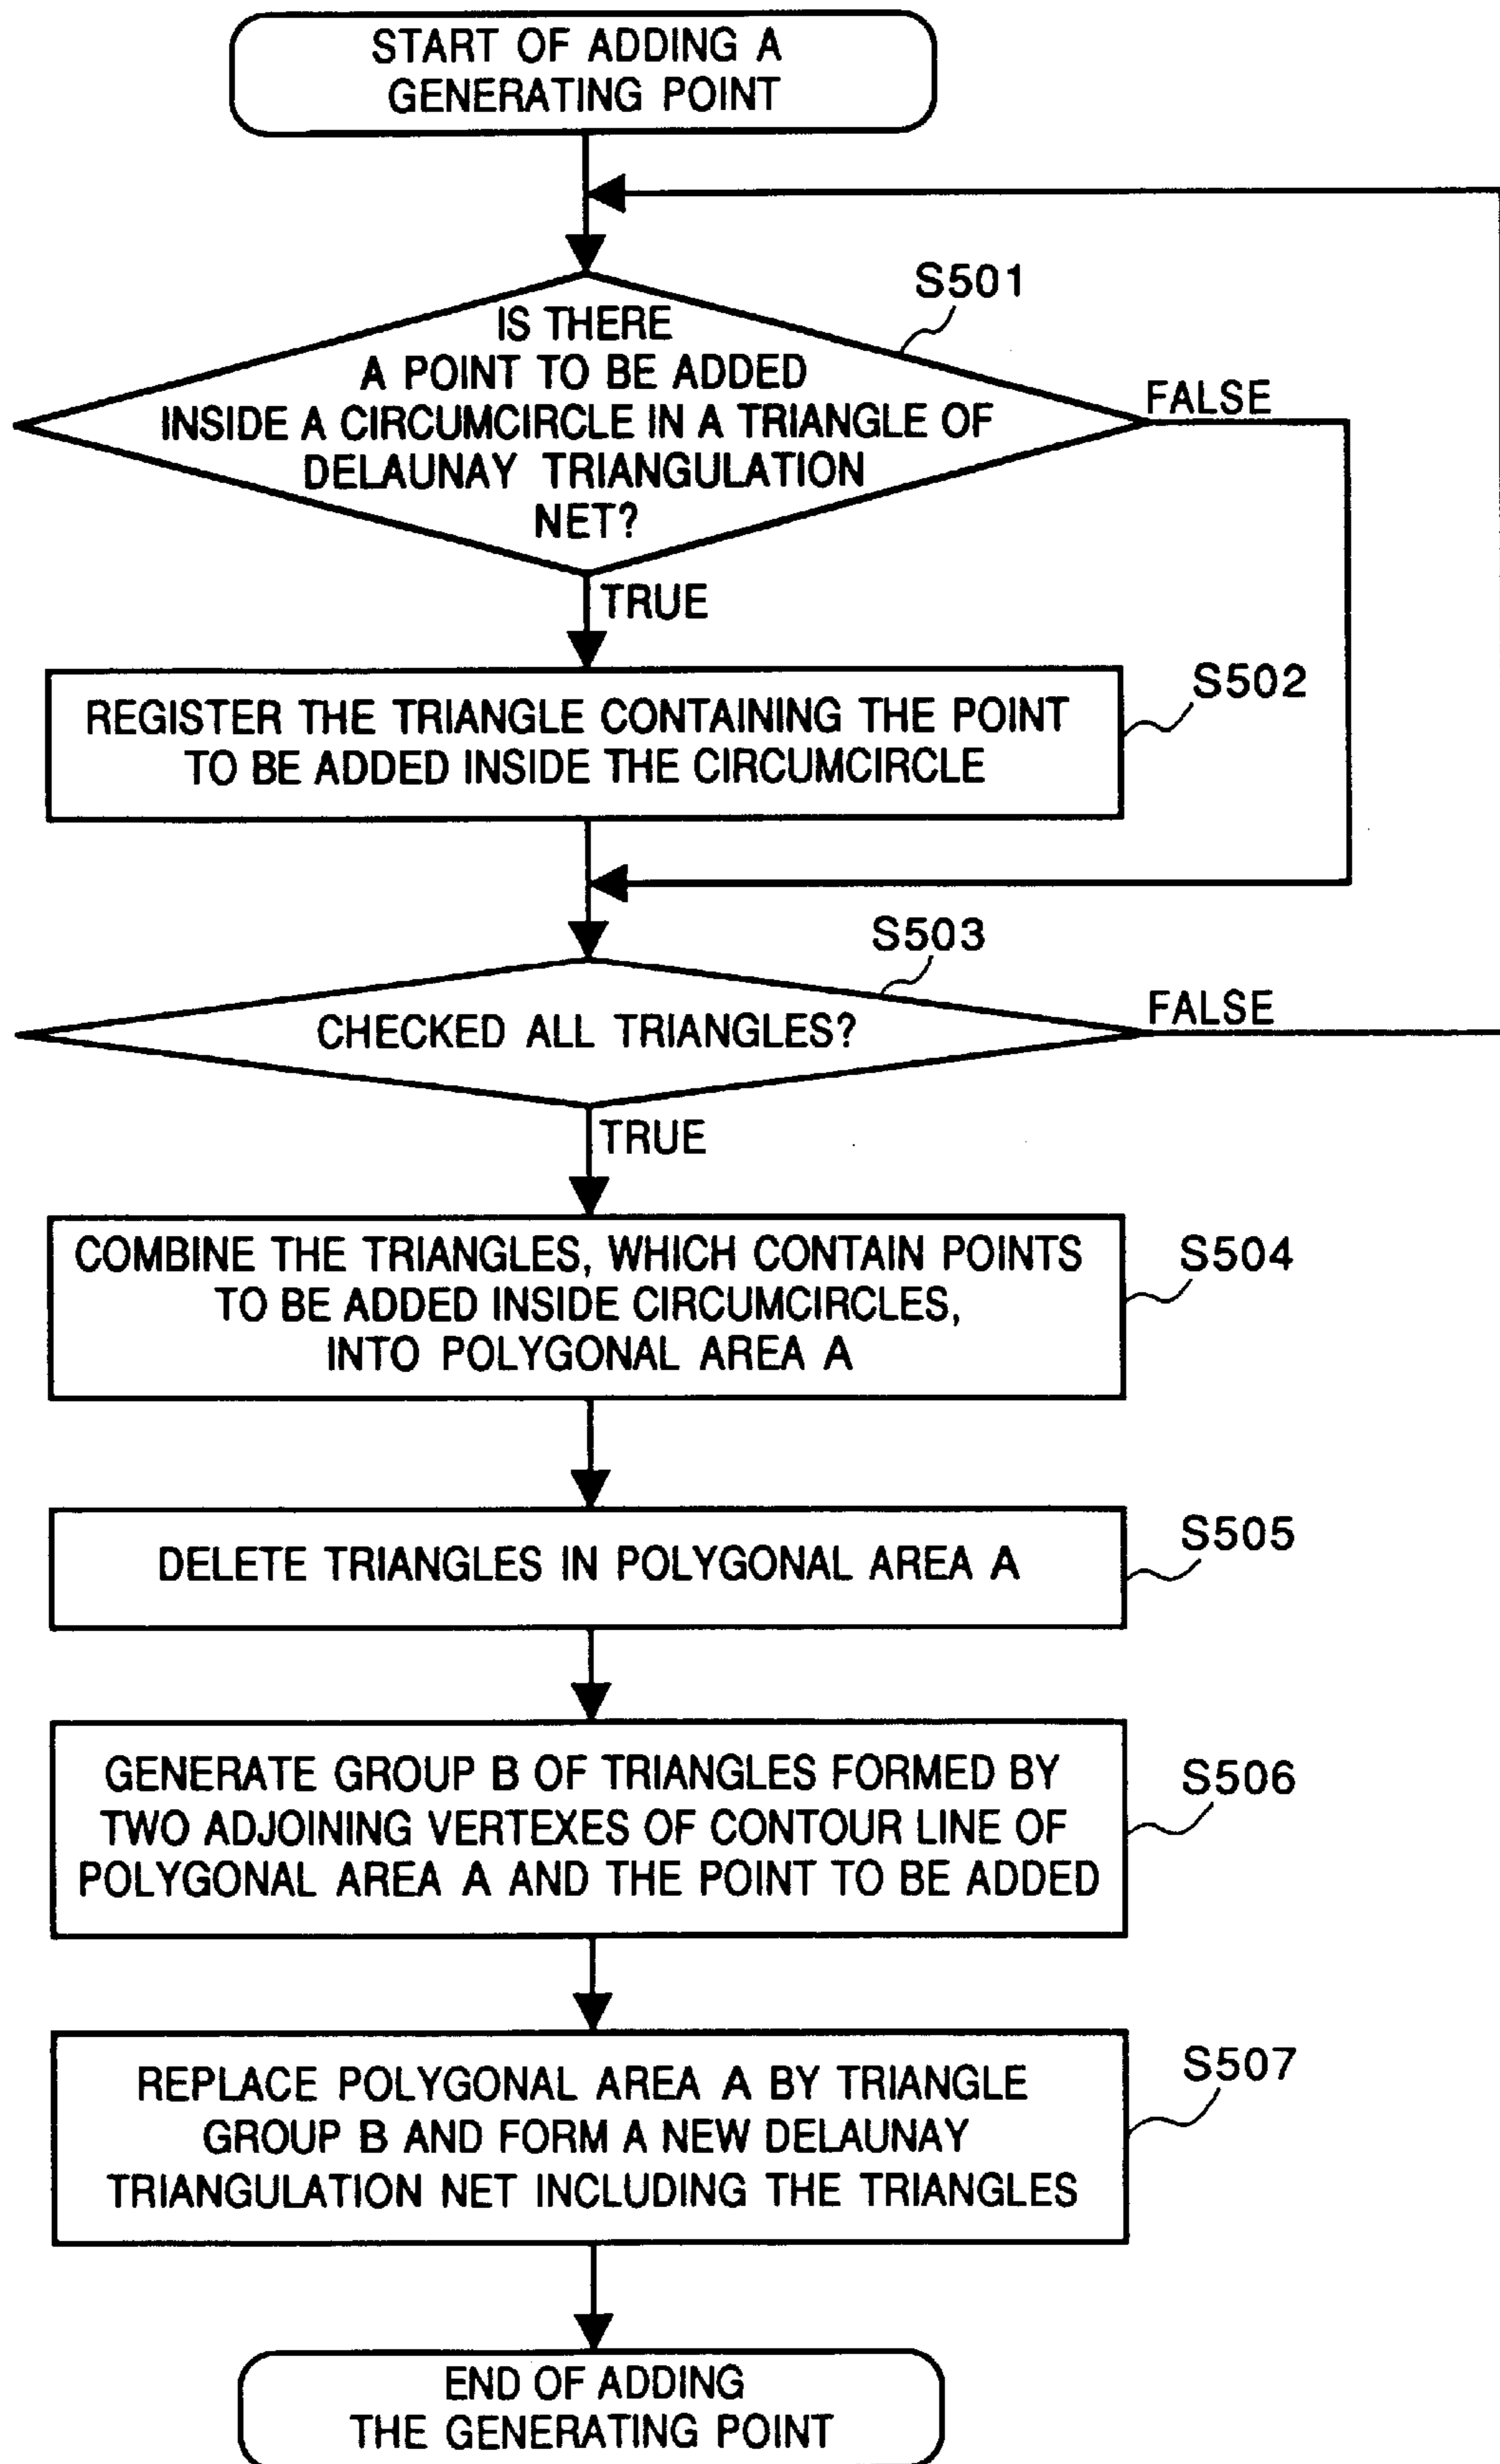 START OF ADDING A
GENERATING POINT
S501
IS THERE
A POINT TO BE ADDED
INSIDE A CIRCUMCIRCLE IN A TRIANGLE OF
DELAUNAY TRIANGULATION
NET?
FALSE
TRUE
S502
REGISTER THE TRIANGLE CONTAINING THE POINT
TO BE ADDED INSIDE THE CIRCUMCIRCLE
S503
CHECKED ALL TRIANGLES?
FALSE
TRUE
S504
COMBINE THE TRIANGLES, WHICH CONTAIN POINTS
TO BE ADDED INSIDE CIRCUMCIRCLES,
INTO POLYGONAL AREA A
S505
DELETE TRIANGLES IN POLYGONAL AREA A
S506
GENERATE GROUP B OF TRIANGLES FORMED BY
TWO ADJOINING VERTEXES OF CONTOUR LINE OF
POLYGONAL AREA A AND THE POINT TO BE ADDED
S507
REPLACE POLYGONAL AREA A BY TRIANGLE
GROUP B AND FORM A NEW DELAUNAY
TRIANGULATION NET INCLUDING THE TRIANGLES
END OF ADDING
THE GENERATING POINT